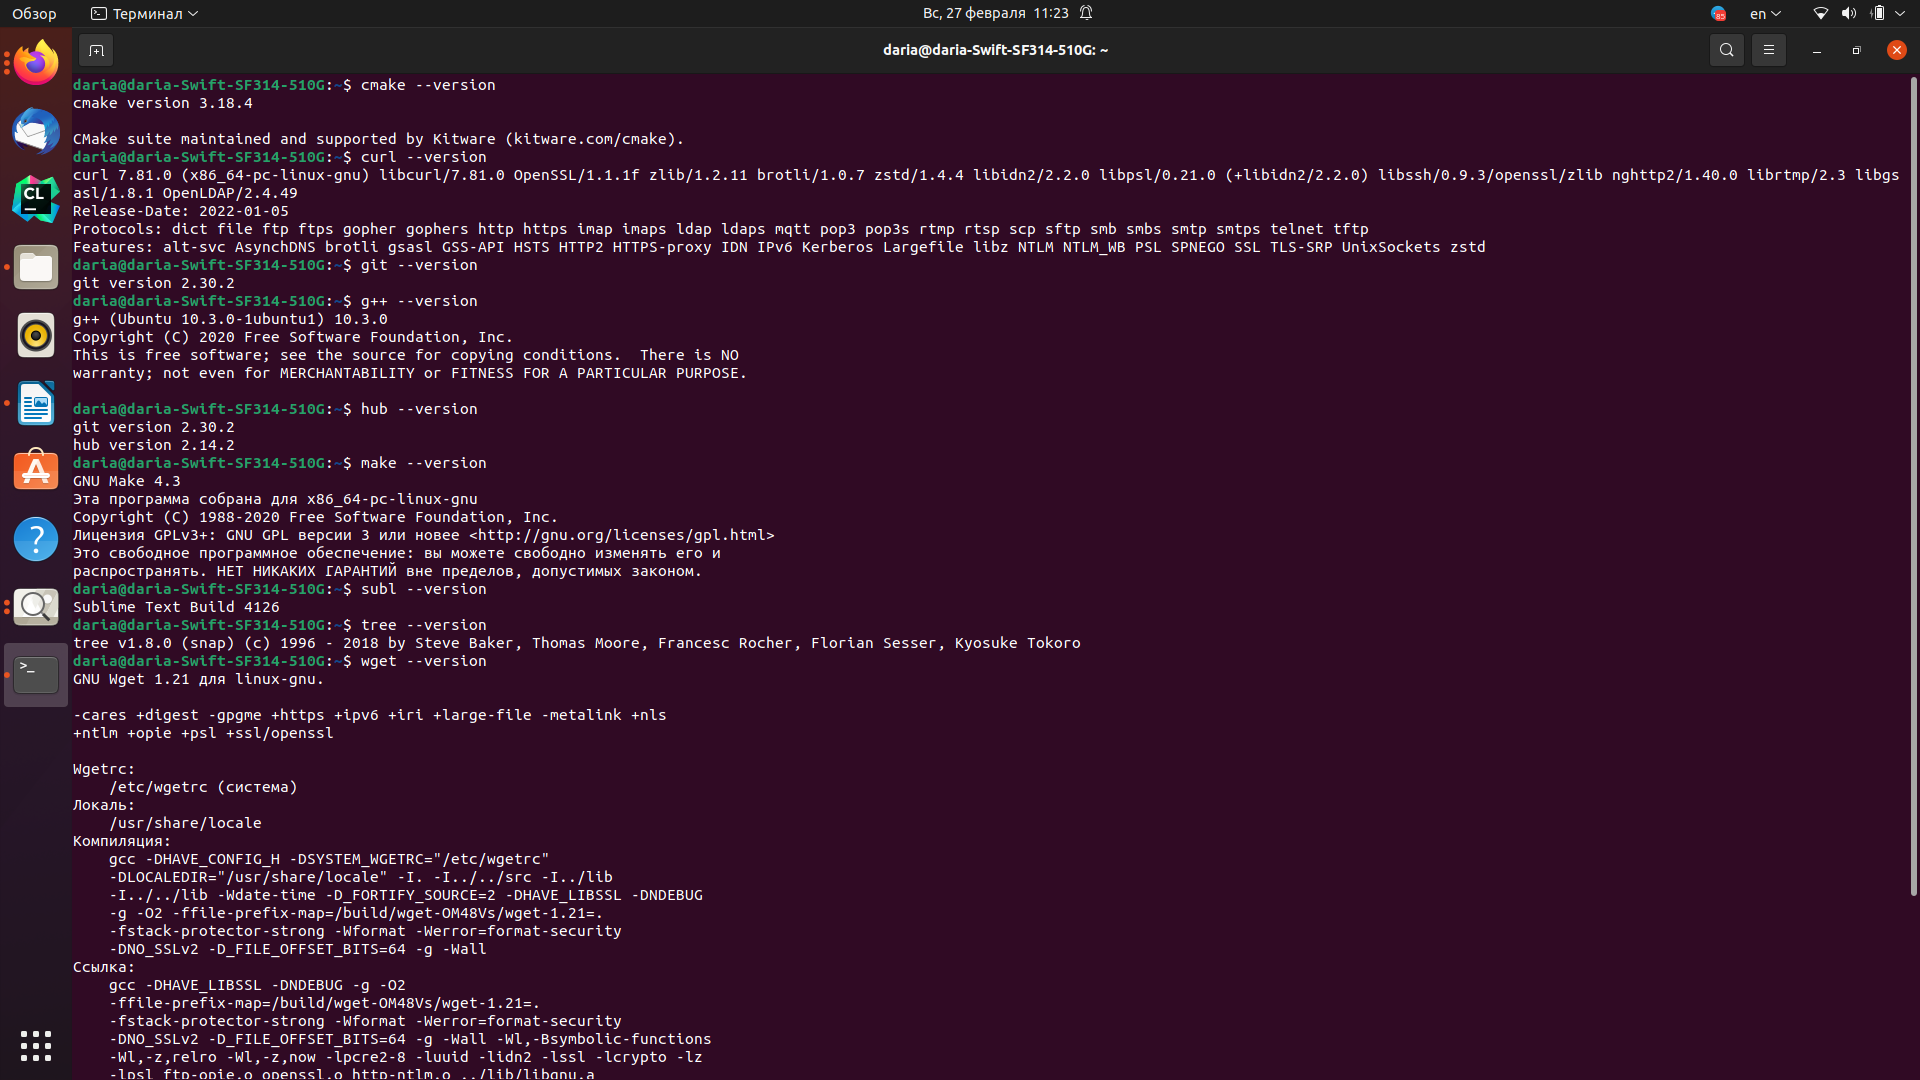 Обзор
Терминал
Вс, 27 февраля 11:23
85
en
daria@daria-Swift-SF314-510G: ~
CL
daria@daria-Swift-SF314-510G:~$ cmake --version
cmake version 3.18.4
CMake suite maintained and supported by Kitware (kitware.com/cmake).
daria@daria-Swift-SF314-510G:~$ curl --version
curl 7.81.0 (x86_64-pc-linux-gnu) libcurl/7.81.0 OpenSSL/1.1.1f zlib/1.2.11 brotli/1.0.7 zstd/1.4.4 libidn2/2.2.0 libpsl/0.21.0 (+libidn2/2.2.0) libssh/0.9.3/openssl/zlib nghttp2/1.40.0 librtmp/2.3 libgs
asl/1.8.1 OpenLDAP/2.4.49
Release-Date: 2022-01-05
Protocols: dict file ftp ftps gopher gophers http https imap imaps ldap ldaps mqtt pop3 pop3s rtmp rtsp scp sftp smb smbs smtp smtps telnet tftp
Features: alt-svc AsynchDNS brotli gsasl GSS-API HSTS HTTP2 HTTPS-proxy IDN IPv6 Kerberos Largefile libz NTLM NTLM_WB PSL SPNEGO SSL TLS-SRP UnixSockets zstd
daria@daria-Swift-SF314-510G:~$ git --version
git version 2.30.2
daria@daria-Swift-SF314-510G:~$ g++ --version
g++ (Ubuntu 10.3.0-1ubuntu1) 10.3.0
Copyright (C) 2020 Free Software Foundation, Inc.
This is free software; see the source for copying conditions.  There is NO
warranty; not even for MERCHANTABILITY or FITNESS FOR A PARTICULAR PURPOSE.
daria@daria-Swift-SF314-510G:~$ hub --version
git version 2.30.2
hub version 2.14.2
daria@daria-Swift-SF314-510G:~$ make --version
GNU Make 4.3
Эта программа собрана для x86_64-pc-linux-gnu
Copyright (C) 1988-2020 Free Software Foundation, Inc.
Лицензия GPLv3+: GNU GPL версии 3 или новее <http://gnu.org/licenses/gpl.html>
Это свободное программное обеспечение: вы можете свободно изменять его и
распространять. НЕТ НИКАКИХ ГАРАНТИЙ вне пределов, допустимых законом.
daria@daria-Swift-SF314-510G:~$ subl --version
Sublime Text Build 4126
daria@daria-Swift-SF314-510G:~$ tree --version
tree v1.8.0 (snap) (c) 1996 - 2018 by Steve Baker, Thomas Moore, Francesc Rocher, Florian Sesser, Kyosuke Tokoro
daria@daria-Swift-SF314-510G:~$ wget --version
GNU Wget 1.21 для linux-gnu.
-cares +digest -gpgme +https +ipv6 +iri +large-file -metalink +nls
+ntlm +opie +psl +ssl/openssl
Wgetrc:
/etc/wgetrc (система)
Локаль:
/usr/share/locale
Компиляция:
gcc -DHAVE_CONFIG_H -DSYSTEM_WGETRC="/etc/wgetrc"
-DLOCALEDIR="/usr/share/locale" -I. -I../../src -I../lib
-I../../lib -Wdate-time -D_FORTIFY_SOURCE=2 -DHAVE_LIBSSL -DNDEBUG
-g -O2 -ffile-prefix-map=/build/wget-OM48Vs/wget-1.21=.
-fstack-protector-strong -Wformat -Werror=format-security
-DNO_SSLv2 -D_FILE_OFFSET_BITS=64 -g -Wall
Ссылка:
gcc -DHAVE_LIBSSL -DNDEBUG -g -O2
-ffile-prefix-map=/build/wget-OM48Vs/wget-1.21=.
-fstack-protector-strong -Wformat -Werror=format-security
-DNO_SSLv2 -D_FILE_OFFSET_BITS=64 -g -Wall -Wl,-Bsymbolic-functions
-Wl,-z,relro -Wl,-z,now -lpcre2-8 -luuid -lidn2 -lssl -lcrypto -lz
-lpsl ftp-opie.o openssl.o http-ntlm.o ../lib/libgnu.a